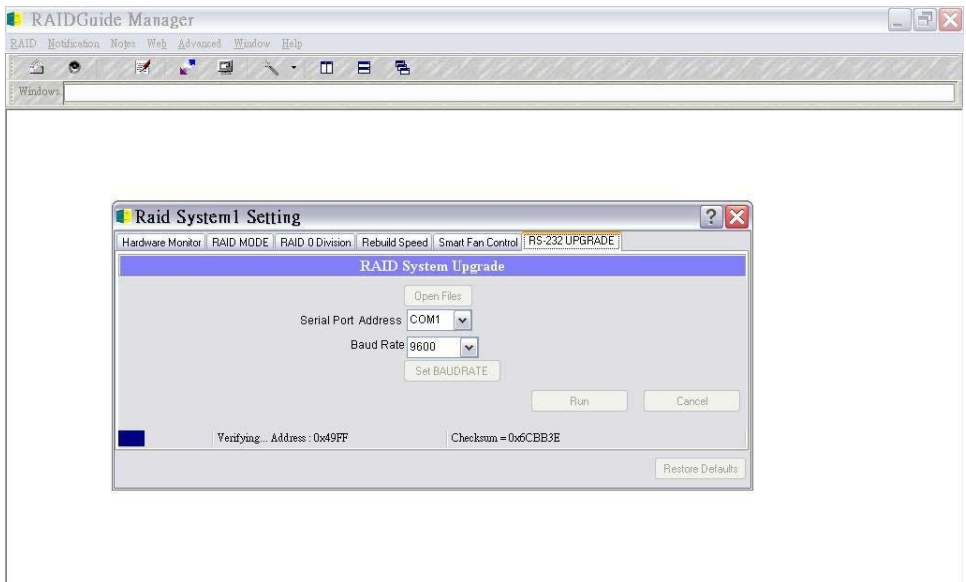 RAIDGuide Manager
RAID Notification Notes Web Advanced Window Help
Windows
Raid System1 Setting
Hardware Monitor RAID MODE RAID 0 Division Rebuild Speed Smart Fan Control RS-232 UPGRADE
RAID System Upgrade
Open Files
Serial Port Address COM1
Baud Rate 9600
Set BAUDRATE
Run Cancel
Verifying... Address : 0x49FF Checksum = 0x6CBB3E
Restore Defaults